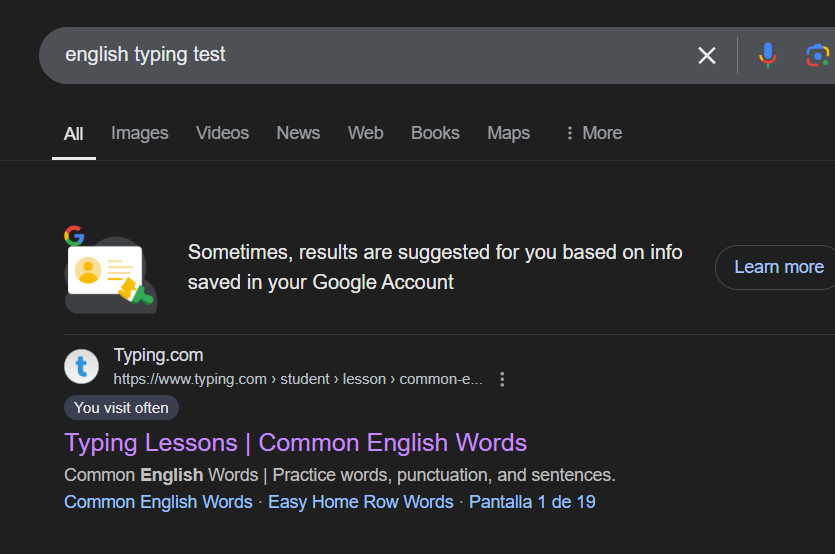 english typing test
All Images Videos News Web Books Maps More
Sometimes, results are suggested for you based on info
saved in your Google Account
Learn more
Typing.com
https://www.typing.com › student › lesson › common-e...
You visit often
Typing Lessons | Common English Words
Common English Words | Practice words, punctuation, and sentences.
Common English Words · Easy Home Row Words · Pantalla 1 de 19